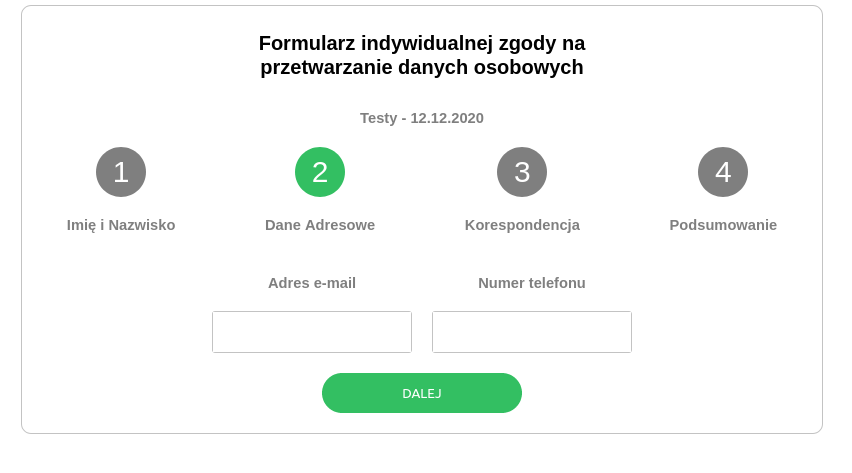 Formularz indywidualnej zgody na
przetwarzanie danych osobowych
Testy - 12.12.2020
1 2 3 4
Imię i Nazwisko Dane Adresowe Korespondencja Podsumowanie
Adres e-mail Numer telefonu
DALEJ